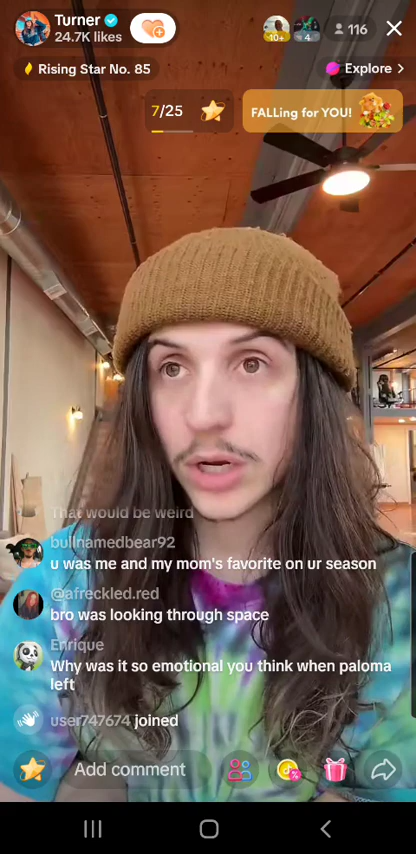 Turner
24.7K likes
10+
4
116
Rising Star No. 85
Explore >
7/25
FALLing for YOU!
That would be weird
bullnamedbear92
u was me and my mom's favorite on ur season
@afreckled.red
bro was looking through space
Enrique
Why was it so emotional you think when paloma
left
user747674 joined
Add comment